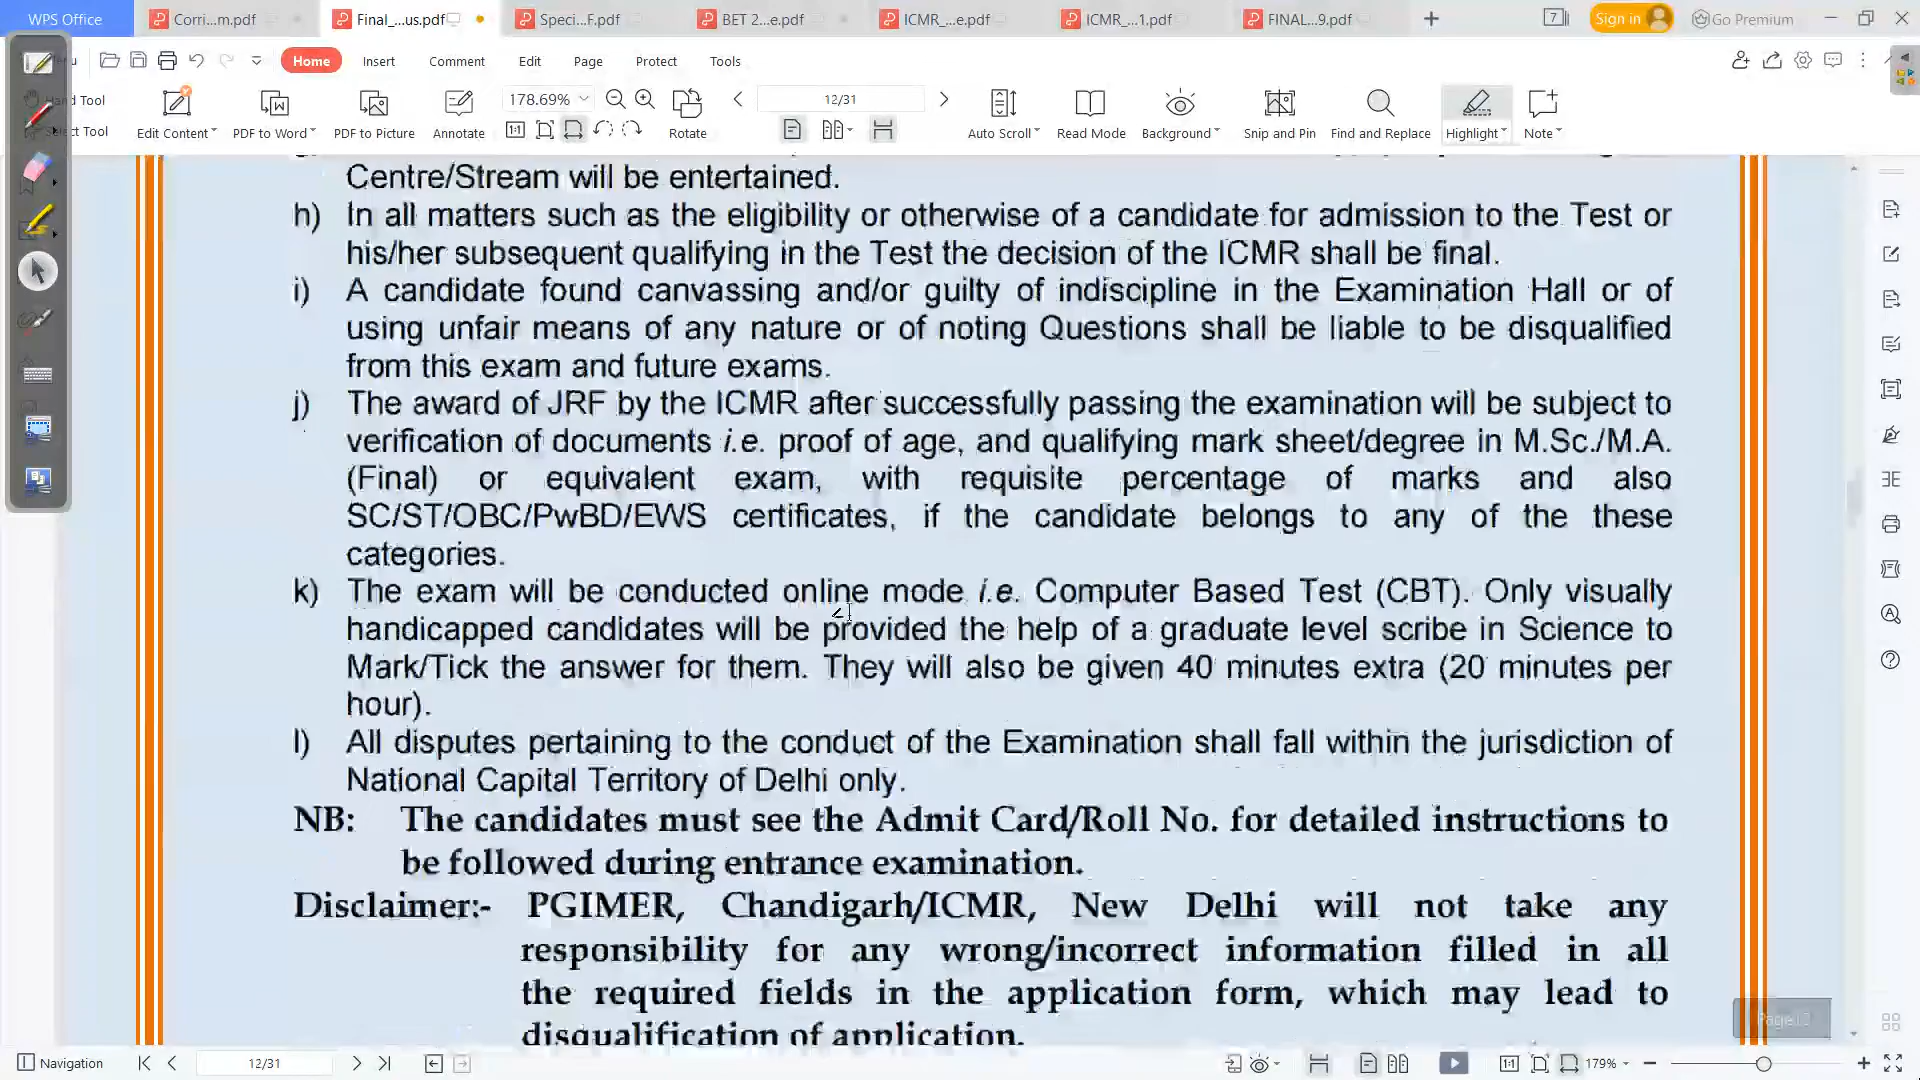 WPS Office
Corri...m.pdf
Final_...us.pdf
Speci...F.pdf
BET 2...e.pdf
ICMR_...e.pdf
ICMR_...1.pdf
FINAL...9.pdf
7
Sign in
Go Premium
Home
Insert
Comment
Edit
Page
Protect
Tools
Edit Content
PDF to Word
PDF to Picture
Annotate
178.69%
Rotate
12/31
Auto Scroll
Read Mode
Background
Snip and Pin
Find and Replace
Highlight
Note
Centre/Stream will be entertained.
h) In all matters such as the eligibility or otherwise of a candidate for admission to the Test or
his/her subsequent qualifying in the Test the decision of the ICMR shall be final.
i) A candidate found canvassing and/or guilty of indiscipline in the Examination Hall or of
using unfair means of any nature or of noting Questions shall be liable to be disqualified
from this exam and future exams.
j) The award of JRF by the ICMR after successfully passing the examination will be subject to
verification of documents i.e. proof of age, and qualifying mark sheet/degree in M.Sc./M.A.
(Final) or equivalent exam, with requisite percentage of marks and also
SC/ST/OBC/PwBD/EWS certificates, if the candidate belongs to any of the these
categories.
k) The exam will be conducted online mode i.e. Computer Based Test (CBT). Only visually
handicapped candidates will be provided the help of a graduate level scribe in Science to
Mark/Tick the answer for them. They will also be given 40 minutes extra (20 minutes per
hour).
l) All disputes pertaining to the conduct of the Examination shall fall within the jurisdiction of
National Capital Territory of Delhi only.
NB: The candidates must see the Admit Card/Roll No. for detailed instructions to
be followed during entrance examination.
Disclaimer:- PGIMER, Chandigarh/ICMR, New Delhi will not take any
responsibility for any wrong/incorrect information filled in all
the required fields in the application form, which may lead to
disqualification of application.
Navigation
12/31
179%